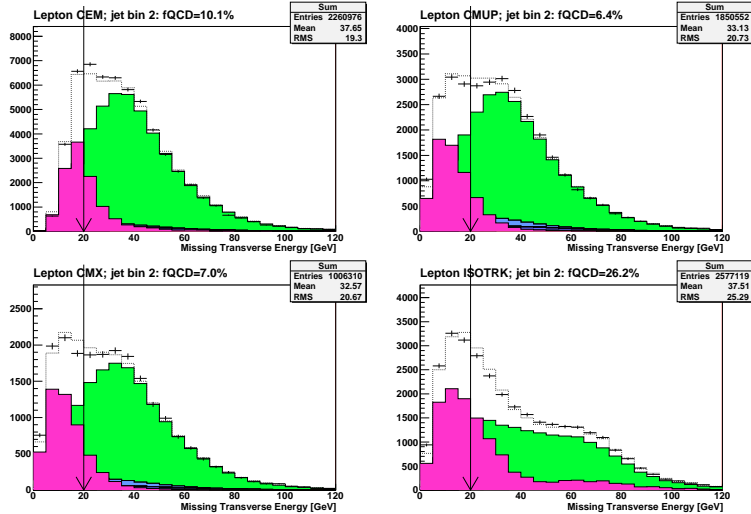 Lepton CEM; jet bin 2: fQCD=10.1%
Sum
Entries 2260976
Mean 37.65
RMS 19.3
8000
7000
6000
5000
4000
3000
2000
1000
0
0 20 40 60 80 100 120
Missing Transverse Energy [GeV]
Lepton CMUP; jet bin 2: fQCD=6.4%
Sum
Entries 1850552
Mean 33.13
RMS 20.73
4000
3500
3000
2500
2000
1500
1000
500
0
0 20 40 60 80 100 120
Missing Transverse Energy [GeV]
Lepton CMX; jet bin 2: fQCD=7.0%
Sum
Entries 1006310
Mean 32.57
RMS 20.67
2500
2000
1500
1000
500
0
0 20 40 60 80 100 120
Missing Transverse Energy [GeV]
Lepton ISOTRK; jet bin 2: fQCD=26.2%
Sum
Entries 2577119
Mean 37.51
RMS 25.29
4000
3500
3000
2500
2000
1500
1000
500
0
0 20 40 60 80 100 120
Missing Transverse Energy [GeV]